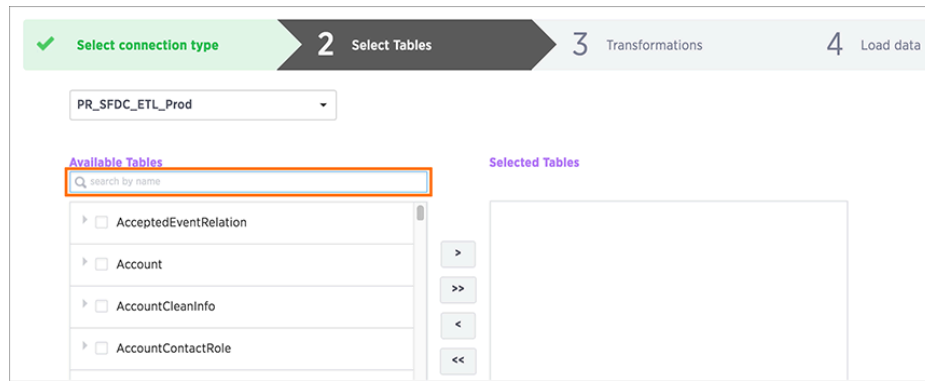 Select connection type
2 Select Tables
3 Transformations
4 Load data
PR_SFDC_ETL_Prod
Available Tables
Selected Tables
search by name
AcceptedEventRelation
Account
AccountCleanInfo
AccountContactRole
>
>>
<
<<